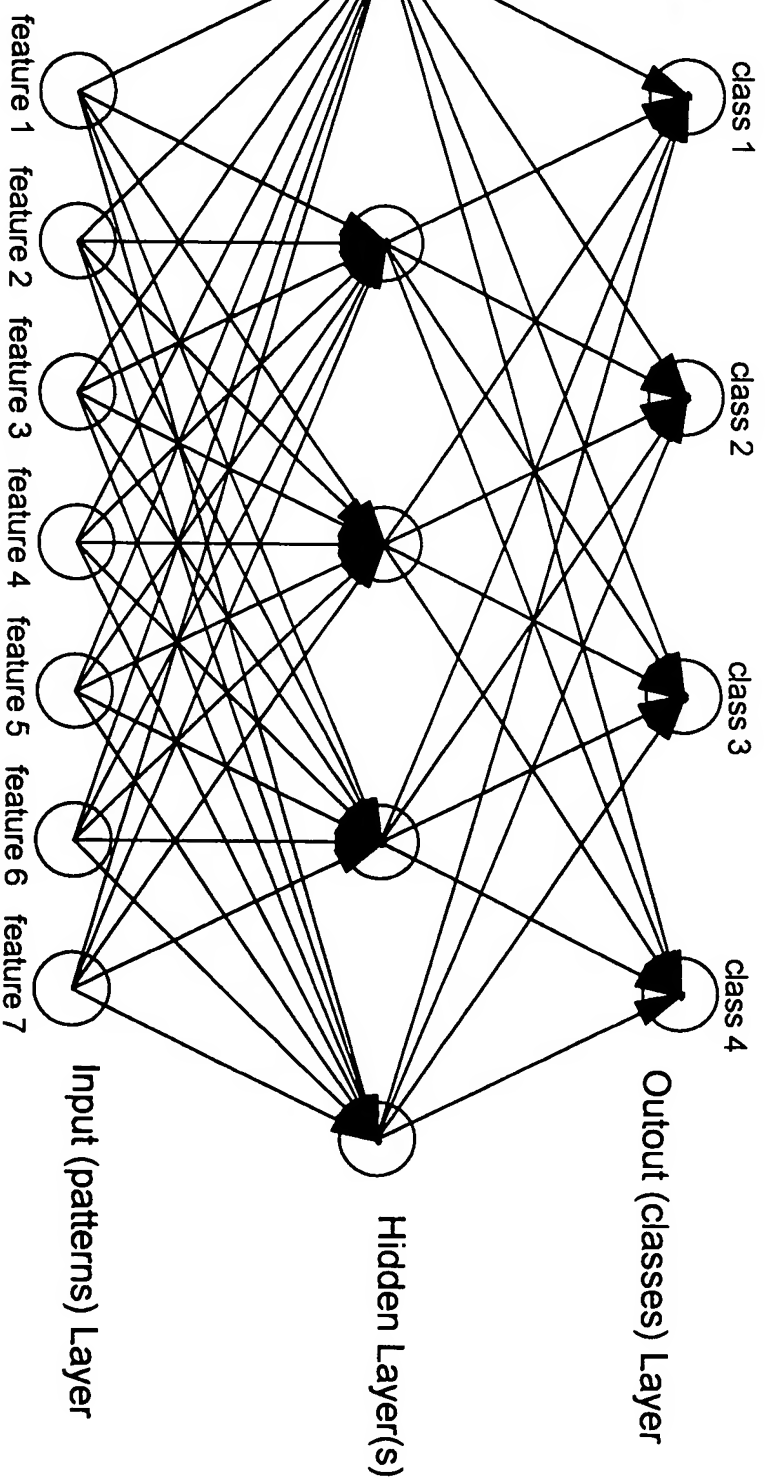 class 1 class 2 class 3 class 4
Outout (classes) Layer
Hidden Layer(s)
feature 1 feature 2 feature 3 feature 4 feature 5 feature 6 feature 7
Input (patterns) Layer